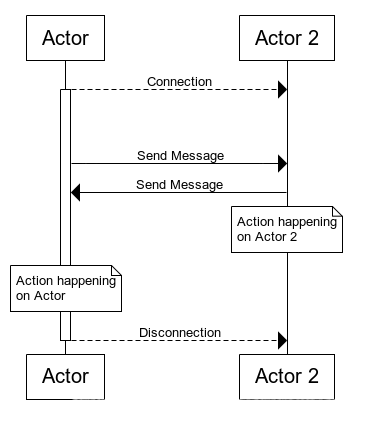 Actor
Actor 2
Connection
Send Message
Send Message
Action happening
on Actor 2
Action happening
on Actor
Disconnection
Actor
Actor 2